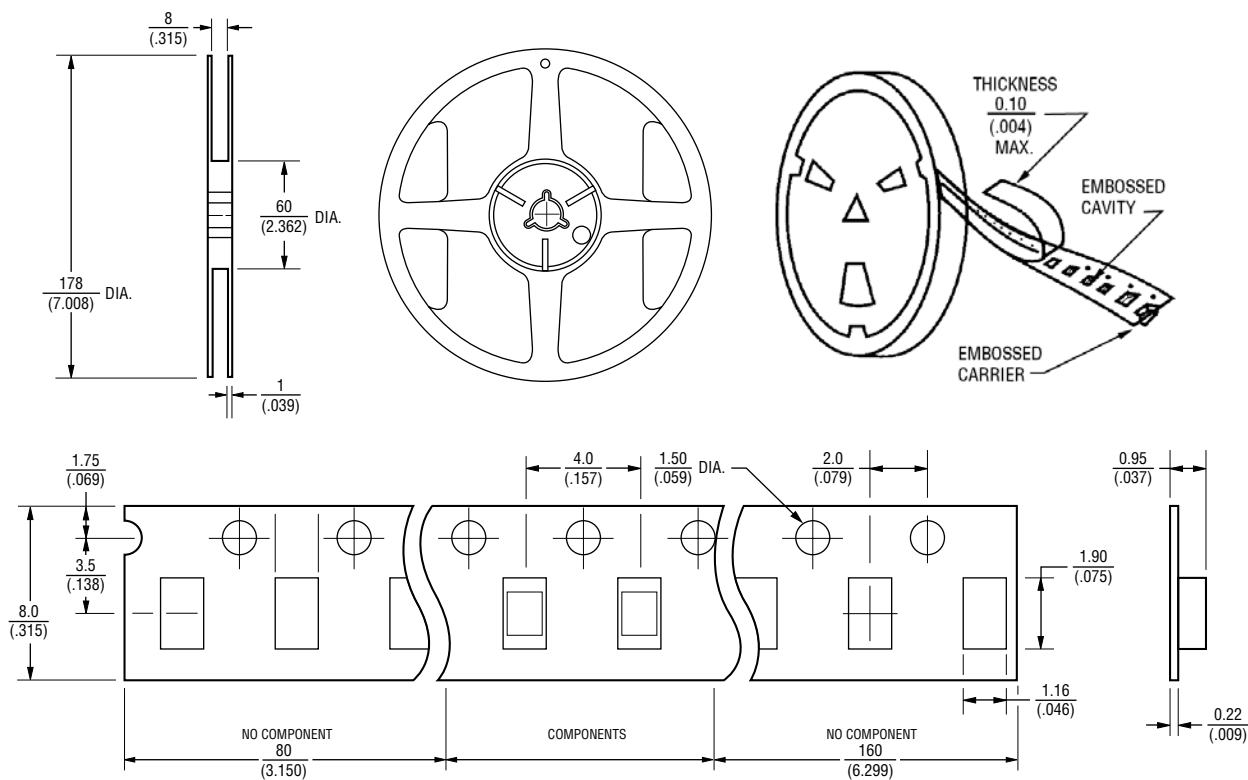 8
(.315)
178
(7.008) DIA.
60
(2.362) DIA.
1
(.039)
THICKNESS
0.10
(.004)
MAX.
EMBOSSED
CAVITY
EMBOSSED
CARRIER
1.75
(.069)
4.0
(.157)
1.50
(.059) DIA.
2.0
(.079)
0.95
(.037)
3.5
(.138)
8.0
(.315)
1.90
(.075)
1.16
(.046)
0.22
(.009)
NO COMPONENT
80
(3.150)
COMPONENTS
NO COMPONENT
160
(6.299)